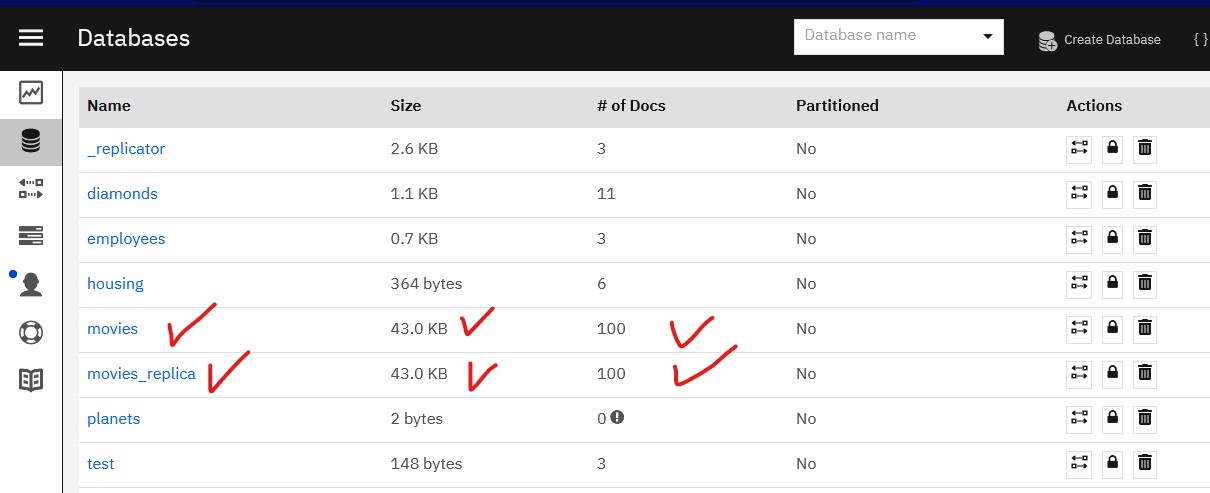 Databases Database name Create Database { }
Name Size # of Docs Partitioned Actions
_replicator 2.6 KB 3 No
diamonds 1.1 KB 11 No
employees 0.7 KB 3 No
housing 364 bytes 6 No
movies 43.0 KB 100 No
movies_replica 43.0 KB 100 No
planets 2 bytes 0 No
test 148 bytes 3 No